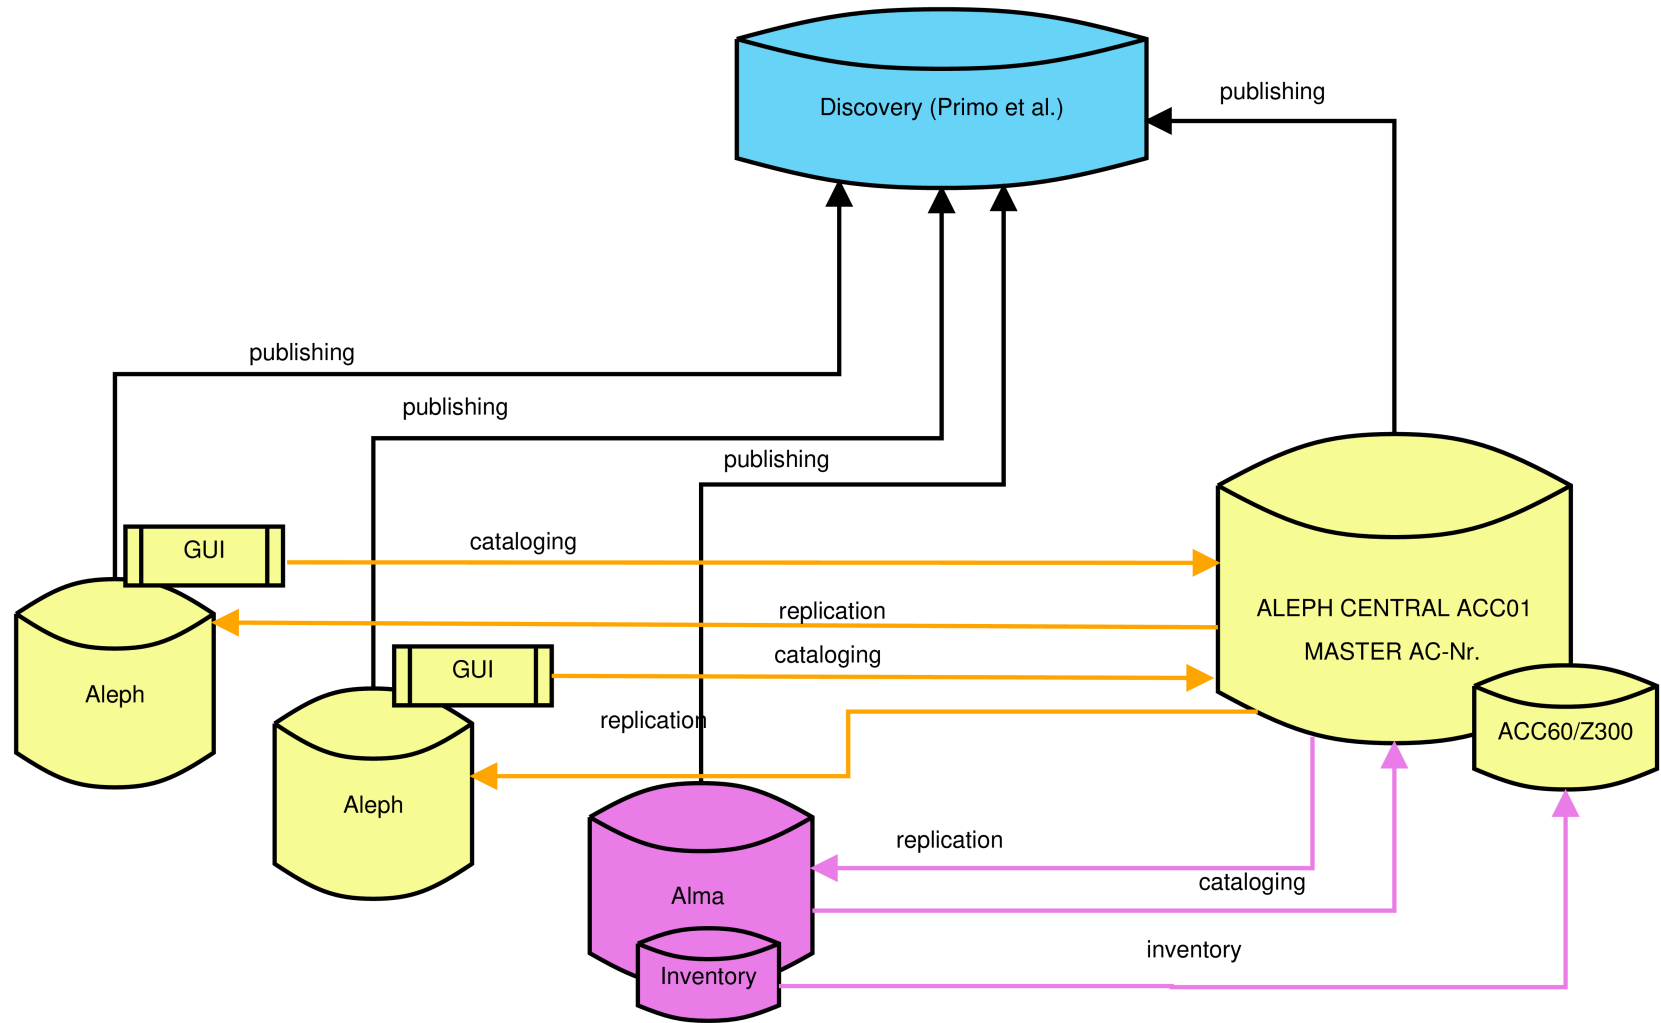 Discovery (Primo et al.)
publishing
publishing
publishing
publishing
GUI
cataloging
replication
ALEPH CENTRAL ACC01
MASTER AC-Nr.
cataloging
GUI
Aleph
replication
ACC60/Z300
Aleph
replication
cataloging
Alma
inventory
Inventory